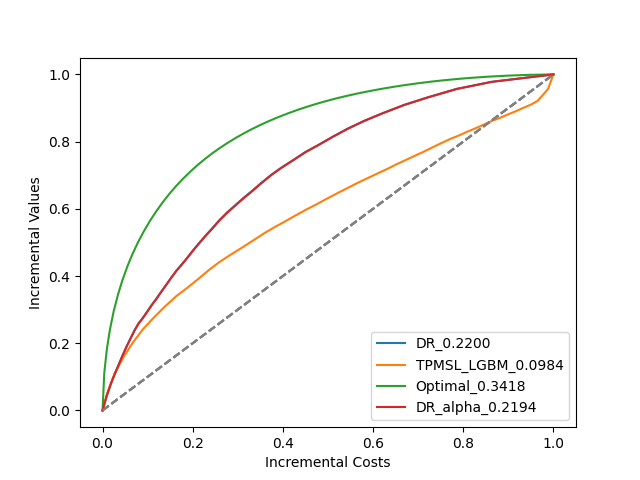 1.0
0.8
0.6
0.4
0.2
0.0
Incremental Values
0.0 0.2 0.4 0.6 0.8 1.0
Incremental Costs
DR_0.2200
TPMSL_LGBM_0.0984
Optimal_0.3418
DR_alpha_0.2194